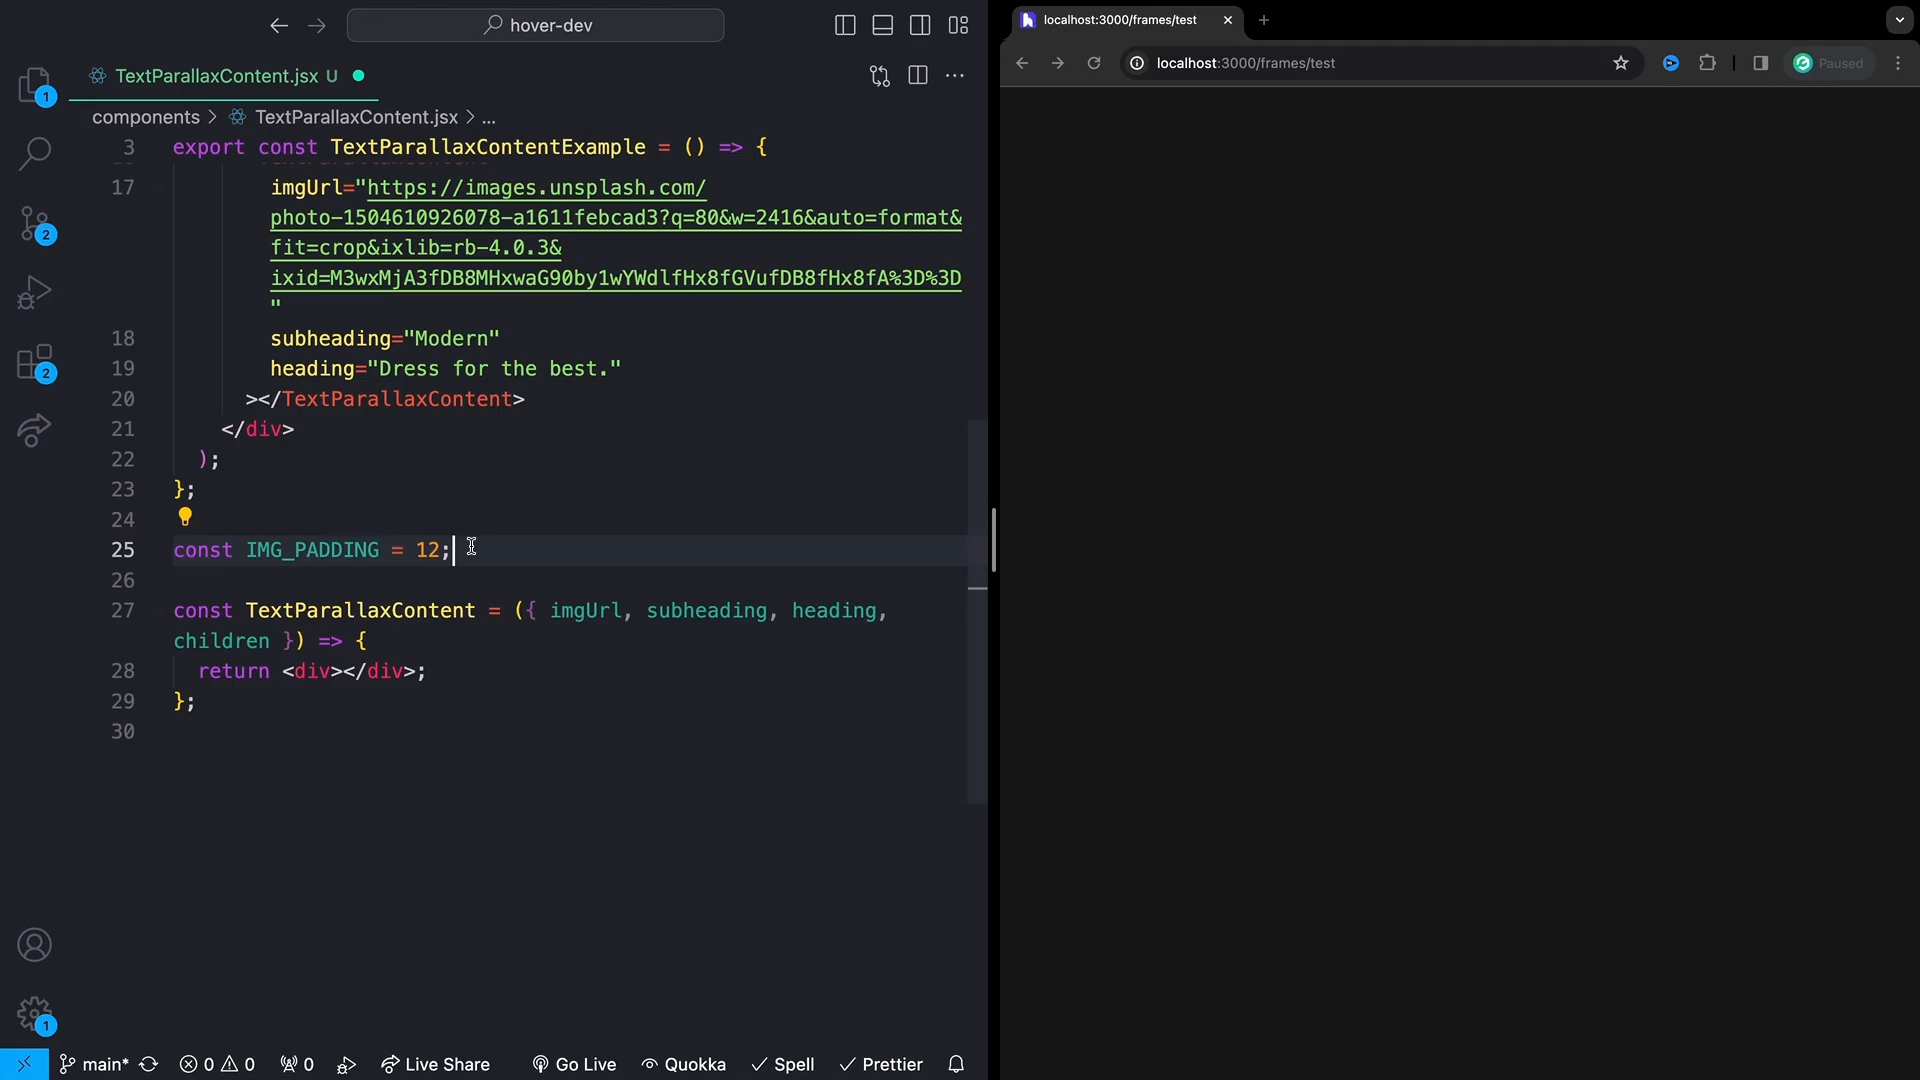 hover-dev
TextParallaxContent.jsx U
components > TextParallaxContent.jsx > ...
3 export const TextParallaxContentExample = () => {
17 imgUrl="https://images.unsplash.com/
photo-1504610926078-a1611febcad3?q=80&w=2416&auto=format&
fit=crop&ixlib=rb-4.0.3&
ixid=M3wxMjA3fDB8MHxwaG90by1wYWdlfHx8fGVufDB8fHx8fA%3D%3D
"
18 subheading="Modern"
19 heading="Dress for the best."
20 ></TextParallaxContent>
21 </div>
22 );
23 };
24
25 const IMG_PADDING = 12;
26
27 const TextParallaxContent = ({ imgUrl, subheading, heading,
children }) => {
28 return <div></div>;
29 };
30
1
2
2
1
main* 0 0 0 Live Share Go Live Quokka Spell Prettier
localhost:3000/frames/test
localhost:3000/frames/test
Paused